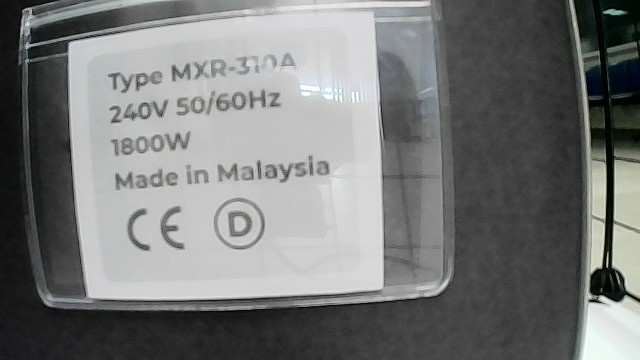 Type MXR-310A
240V 50/60Hz
1800W
Made in Malaysia
CE D